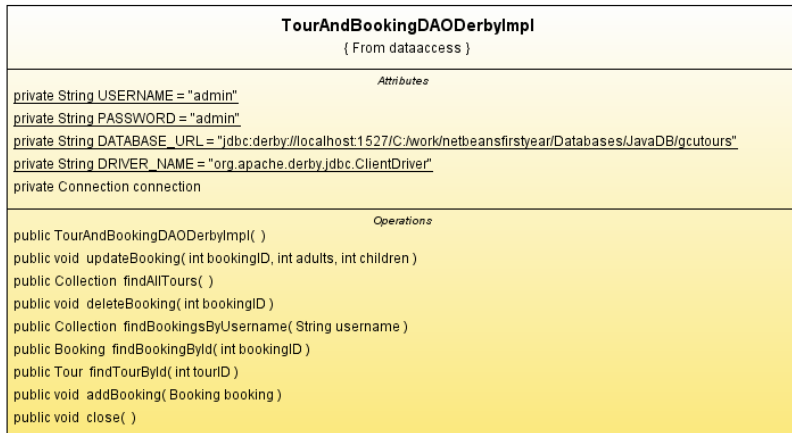 TourAndBookingDAODerbyImpl
{ From dataaccess }
Attributes
private String USERNAME = "admin"
private String PASSWORD = "admin"
private String DATABASE_URL = "jdbc:derby://localhost:1527/C:/work/netbeansfirstyear/Databases/JavaDB/gcutours"
private String DRIVER_NAME = "org.apache.derby.jdbc.ClientDriver"
private Connection connection
Operations
public TourAndBookingDAODerbyImpl( )
public void updateBooking( int bookingID, int adults, int children )
public Collection findAllTours( )
public void deleteBooking( int bookingID )
public Collection findBookingsByUsername( String username )
public Booking findBookingById( int bookingID )
public Tour findTourById( int tourID )
public void addBooking( Booking booking )
public void close( )